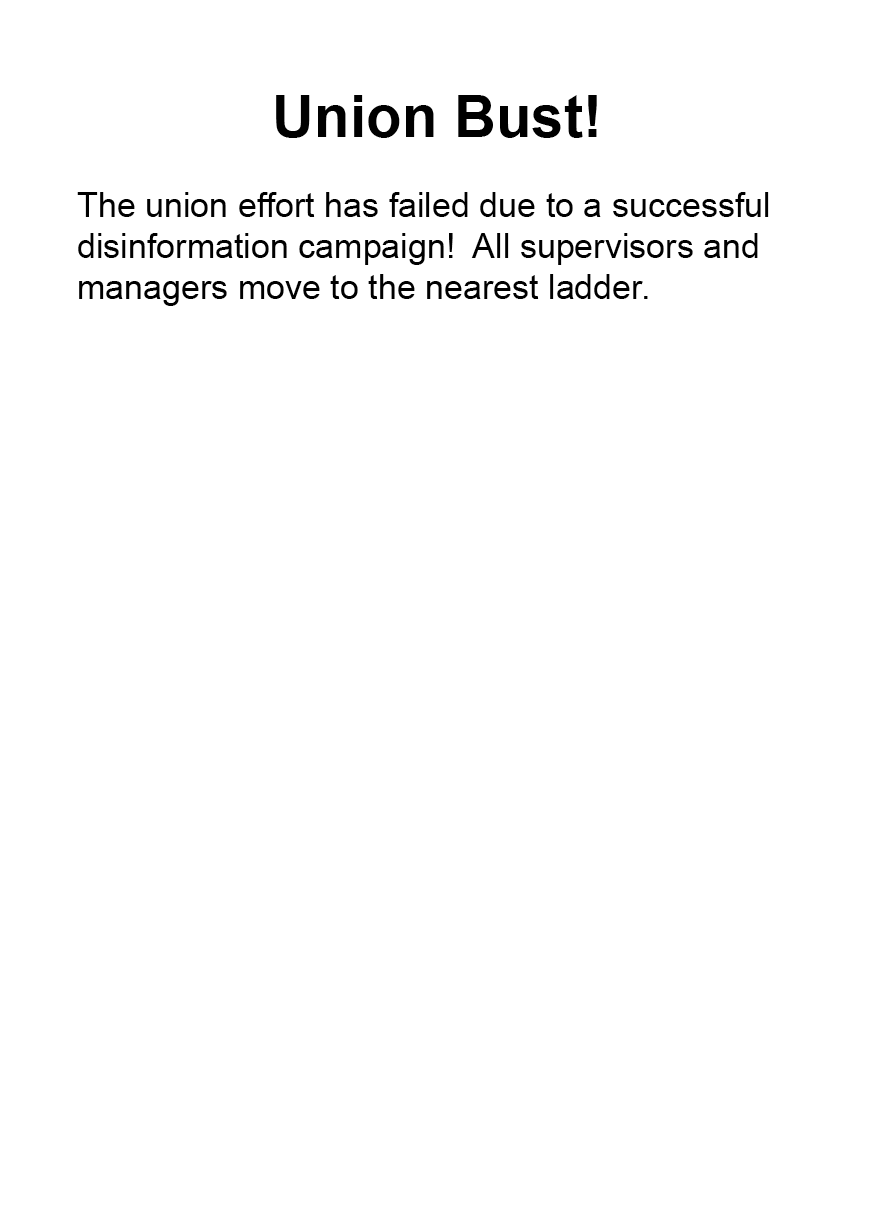 Union Bust!
The union effort has failed due to a successful
disinformation campaign!  All supervisors and
managers move to the nearest ladder.